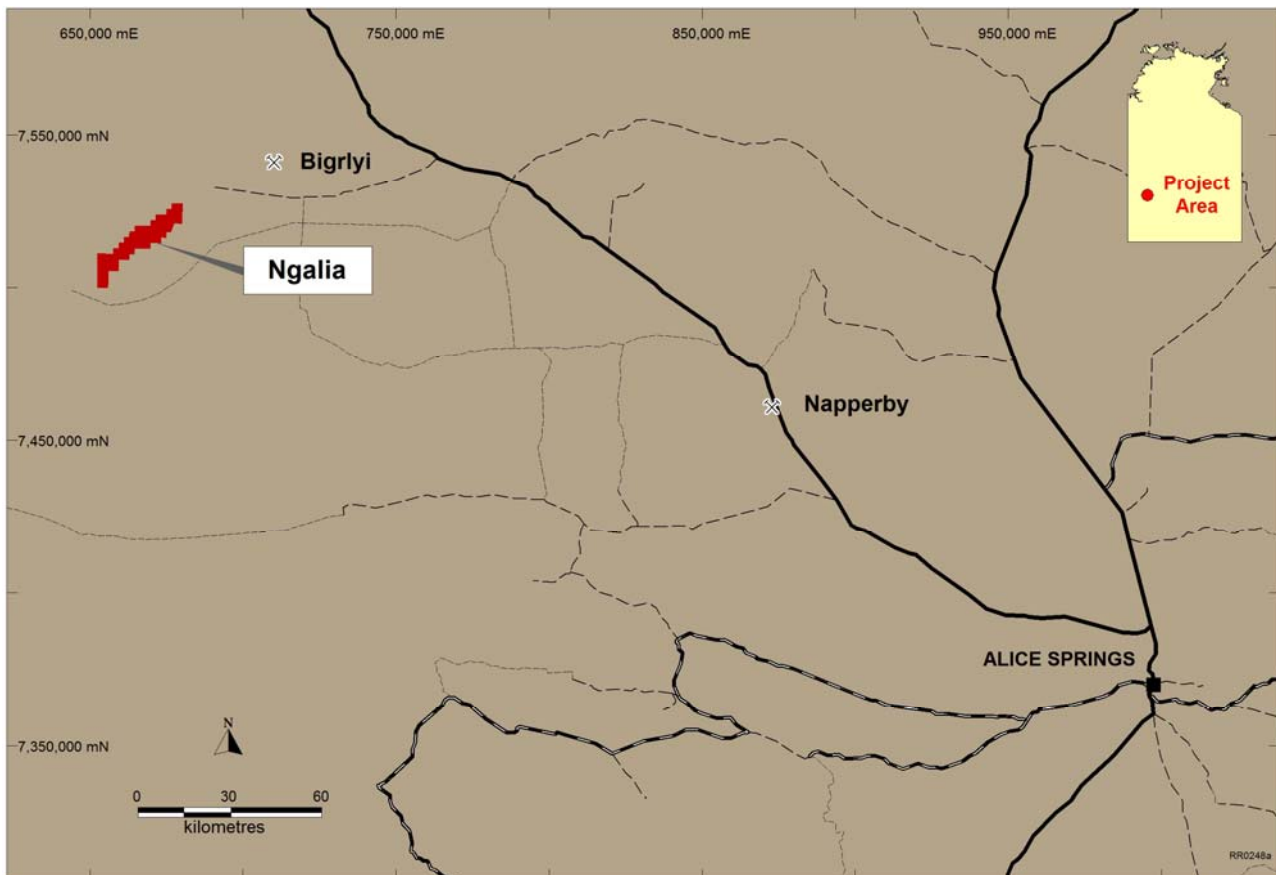 650,000 mE
750,000 mE
850,000 mE
950,000 mE
7,550,000 mN
Bigrlyi
Project
Area
Ngalia
Napperby
7,450,000 mN
ALICE SPRINGS
7,350,000 mN
N
0 30 60
kilometres
RR0248a